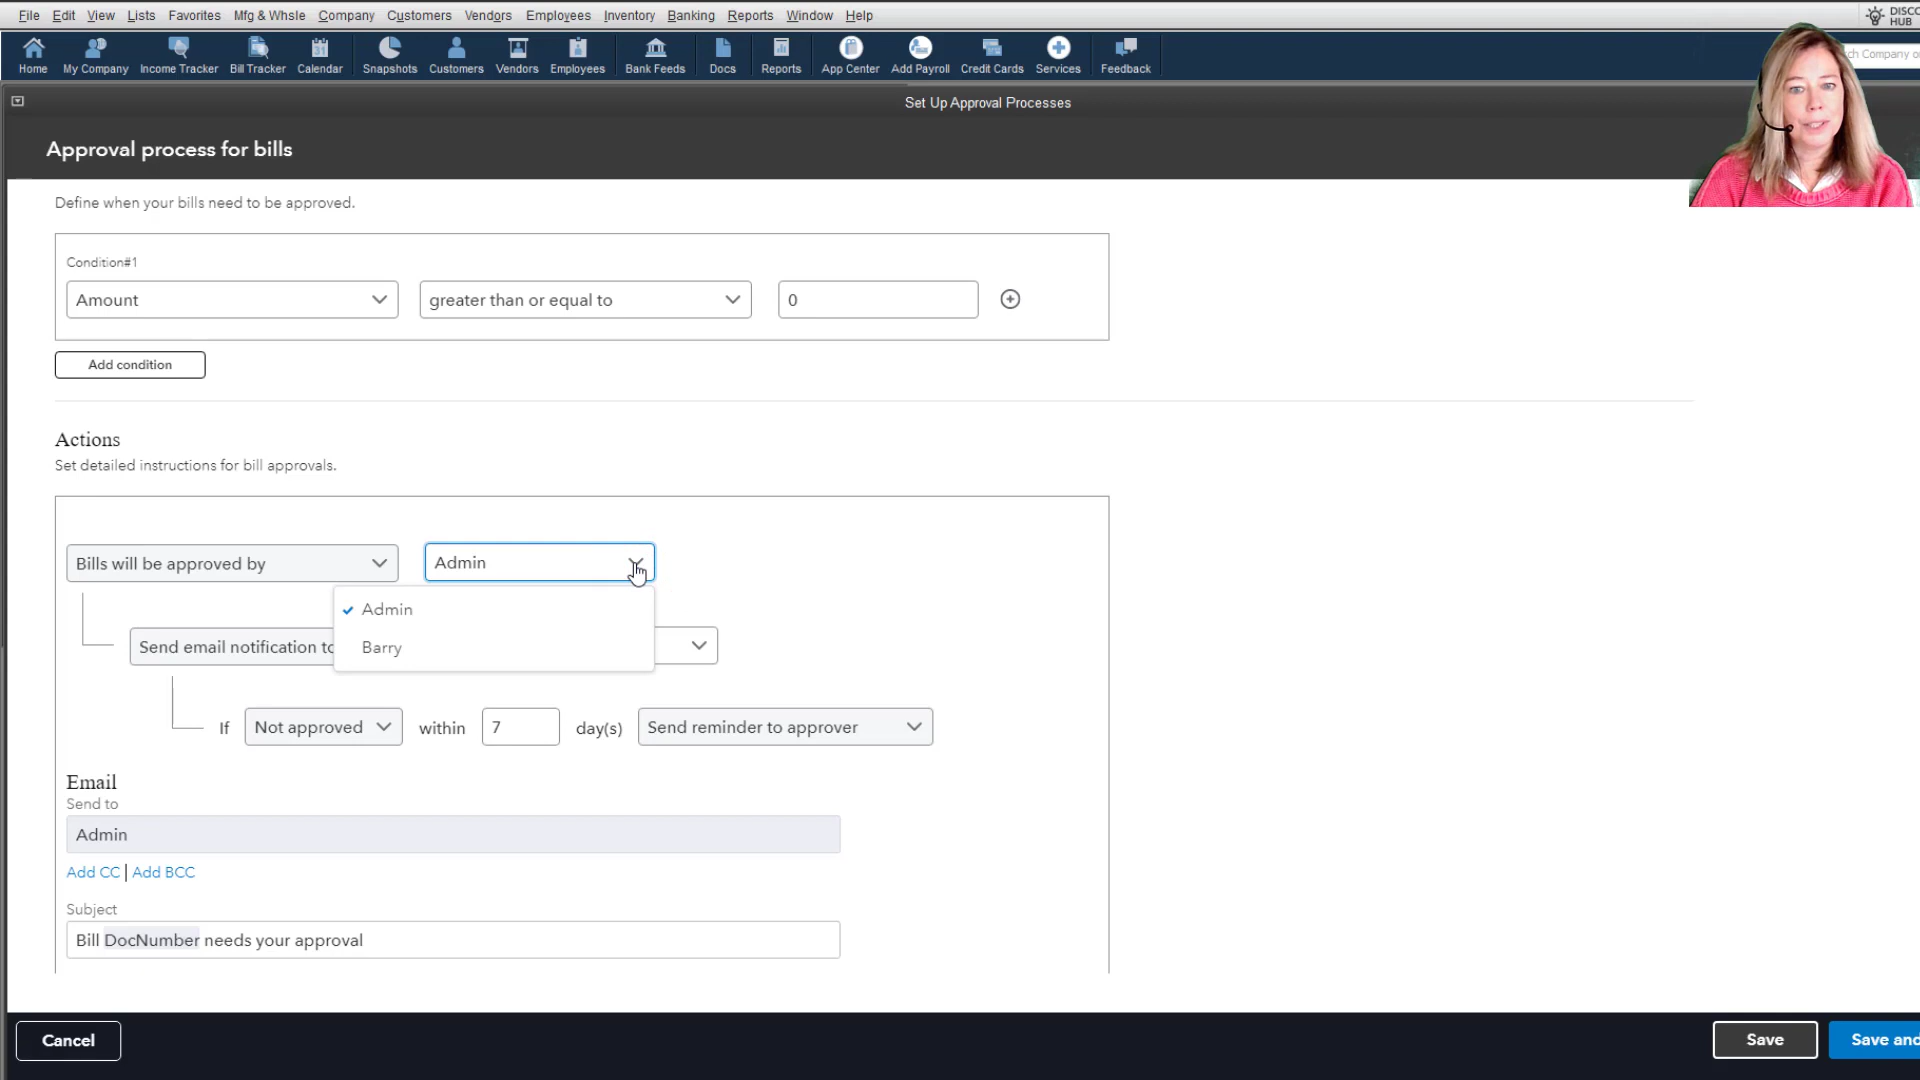 File Edit View Lists Favorites Mfg & Whsle Company Customers Vendors Employees Inventory Banking Reports Window Help
DISCO
HUB
31
Home My Company Income Tracker Bill Tracker Calendar Snapshots Customers Vendors Employees Bank Feeds Docs Reports App Center Add Payroll Credit Cards Services Feedback
ch Company or
Set Up Approval Processes
Approval process for bills
Define when your bills need to be approved.
Condition#1
Amount greater than or equal to 0
Add condition
Actions
Set detailed instructions for bill approvals.
Bills will be approved by Admin
Admin
Send email notification to Barry
If Not approved within 7 day(s) Send reminder to approver
Email
Send to
Admin
Add CC | Add BCC
Subject
Bill DocNumber needs your approval
Cancel Save Save and